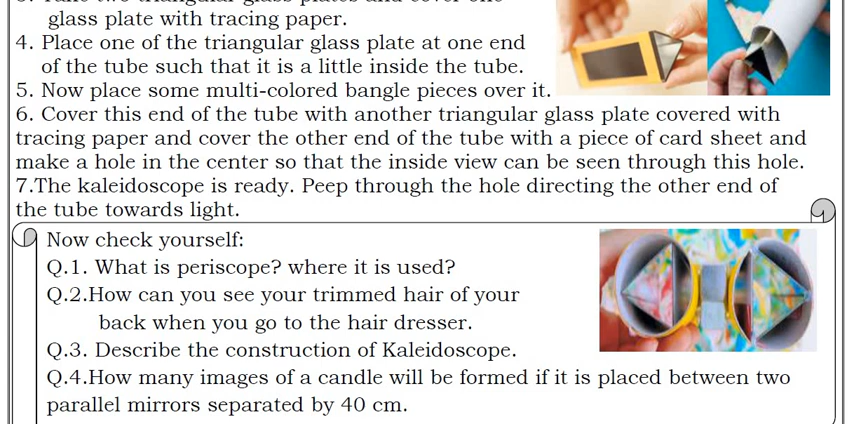 glass plate with tracing paper.
4. Place one of the triangular glass plate at one end
of the tube such that it is a little inside the tube.
5. Now place some multi-colored bangle pieces over it.
6. Cover this end of the tube with another triangular glass plate covered with
tracing paper and cover the other end of the tube with a piece of card sheet and
make a hole in the center so that the inside view can be seen through this hole.
7.The kaleidoscope is ready. Peep through the hole directing the other end of
the tube towards light.
Now check yourself:
Q.1. What is periscope? where it is used?
Q.2.How can you see your trimmed hair of your
back when you go to the hair dresser.
Q.3. Describe the construction of Kaleidoscope.
Q.4.How many images of a candle will be formed if it is placed between two
parallel mirrors separated by 40 cm.